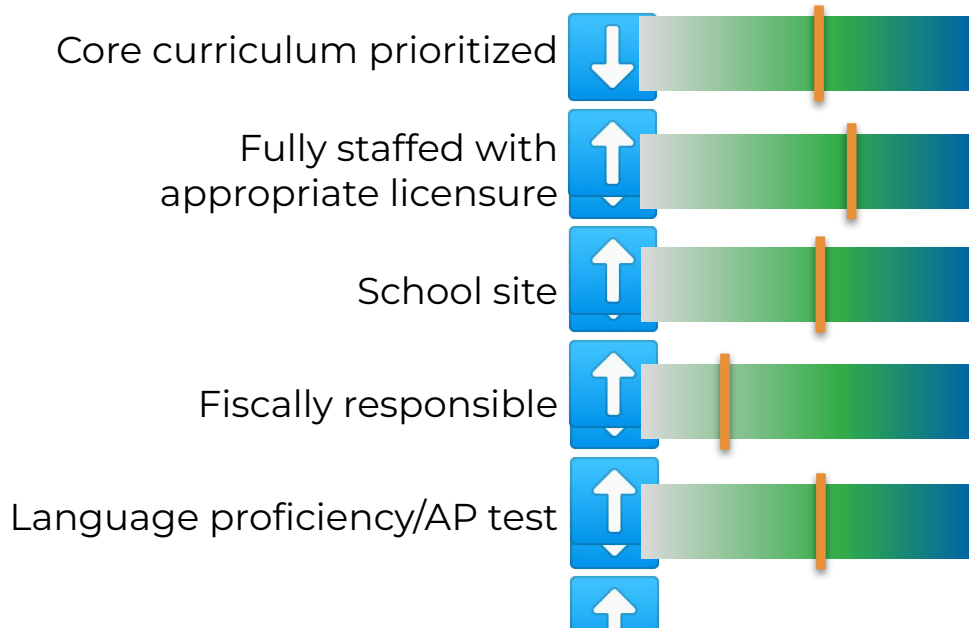 Core curriculum prioritized
Fully staffed with
appropriate licensure
School site
Fiscally responsible
Language proficiency/AP test